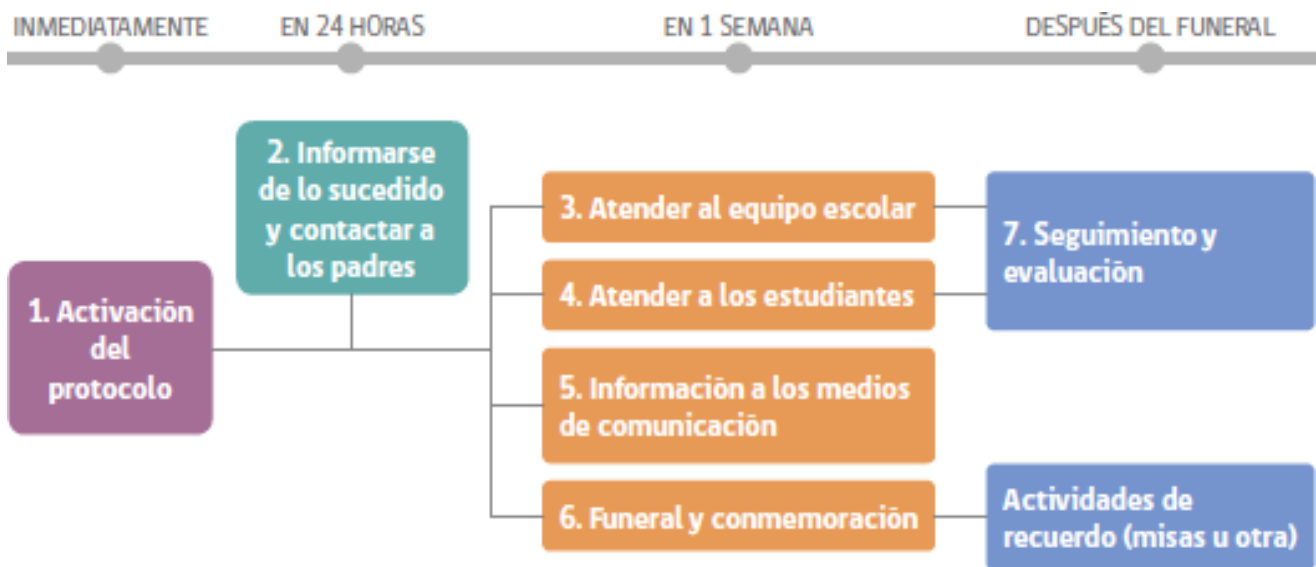 INMEDIATAMENTE
EN 24 HORAS
EN 1 SEMANA
DESPUÉS DEL FUNERAL
1. Activación
del
protocolo
2. Informarse
de lo sucedido
y contactar a
los padres
3. Atender al equipo escolar
4. Atender a los estudiantes
5. Información a los medios
de comunicación
6. Funeral y conmemoración
7. Seguimiento y
evaluación
Actividades de
recuerdo (misas u otra)